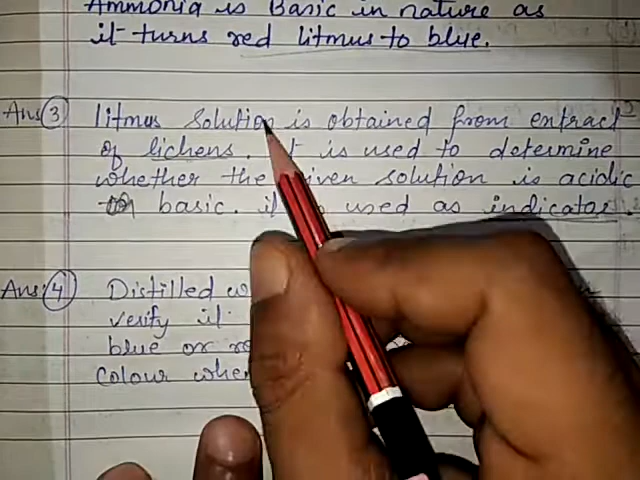 Ammonia is Basic in nature as
it turns red litmus to blue.
Ans 3 litmus solution is obtained from extract
of lichens. It is used to determine
whether the given solution is acidic
or basic. it used as indicator.
Ans: 4 Distilled
verify if
blue or
Colour when